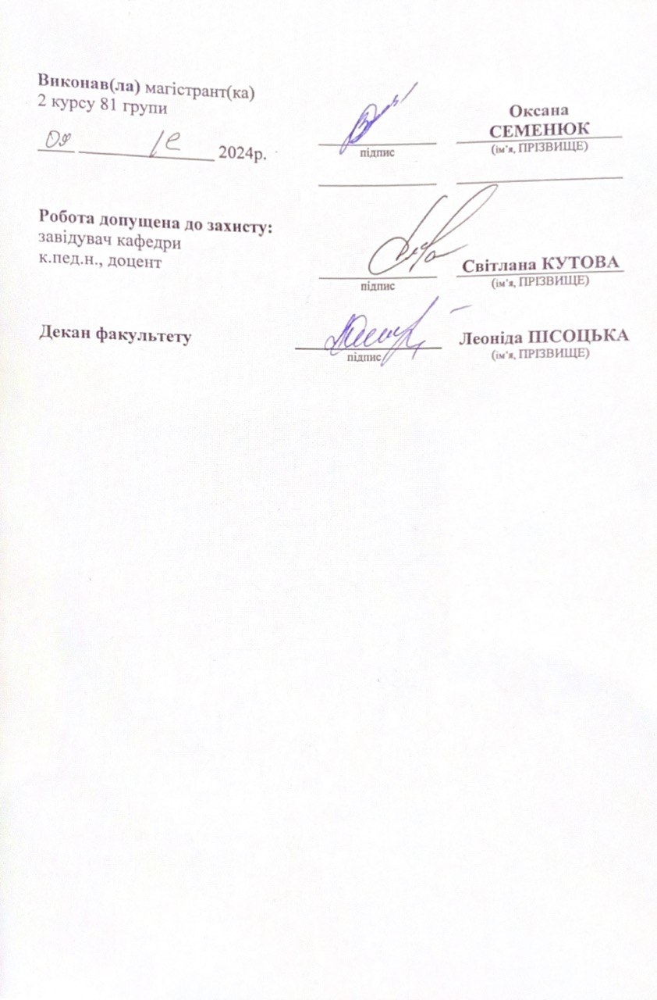 Виконав(ла) магістрант(ка)
2 курсу 81 групи
Оксана
СЕМЕНЮК
09 2024р.
підпис
(ім'я, ПРІЗВИЩЕ)
Робота допущена до захисту:
завідувач кафедри
к.пед.н., доцент
Світлана КУТОВА
підпис
(ім'я, ПРІЗВИЩЕ)
Декан факультету
Леоніда ПІСОЦЬКА
підпис
(ім'я, ПРІЗВИЩЕ)